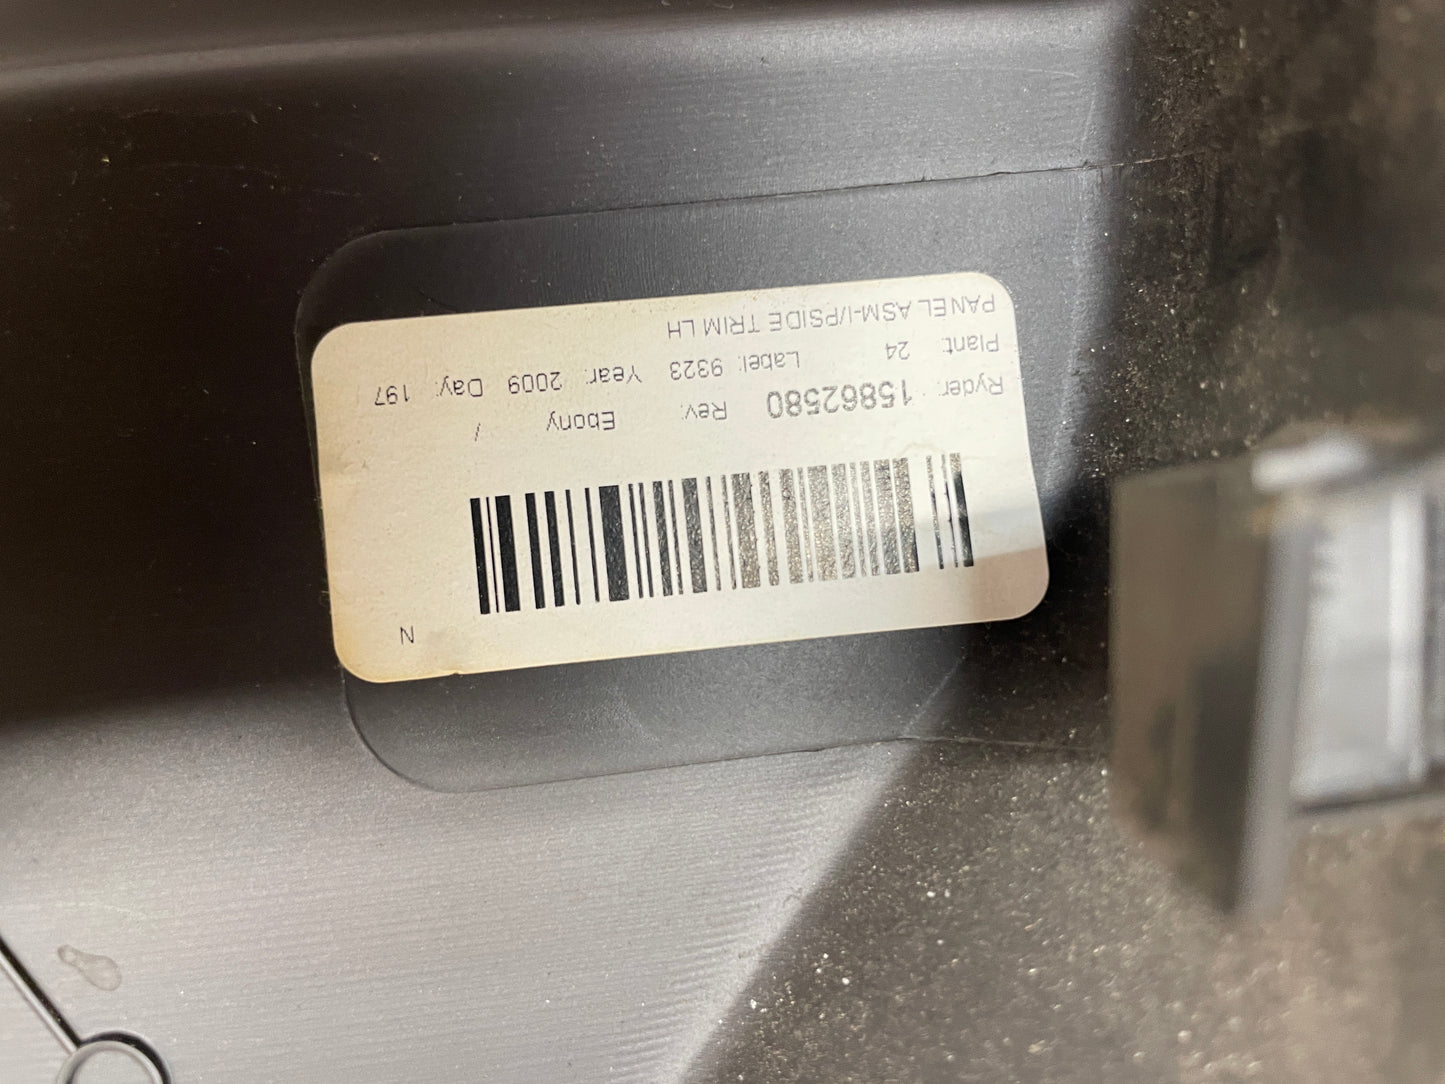 N
Ryder: 15862580 Rev: Ebony /
Plant: 24 Label: 9323 Year: 2009 Day: 197
PANEL ASM-I/PSIDE TRIM LH